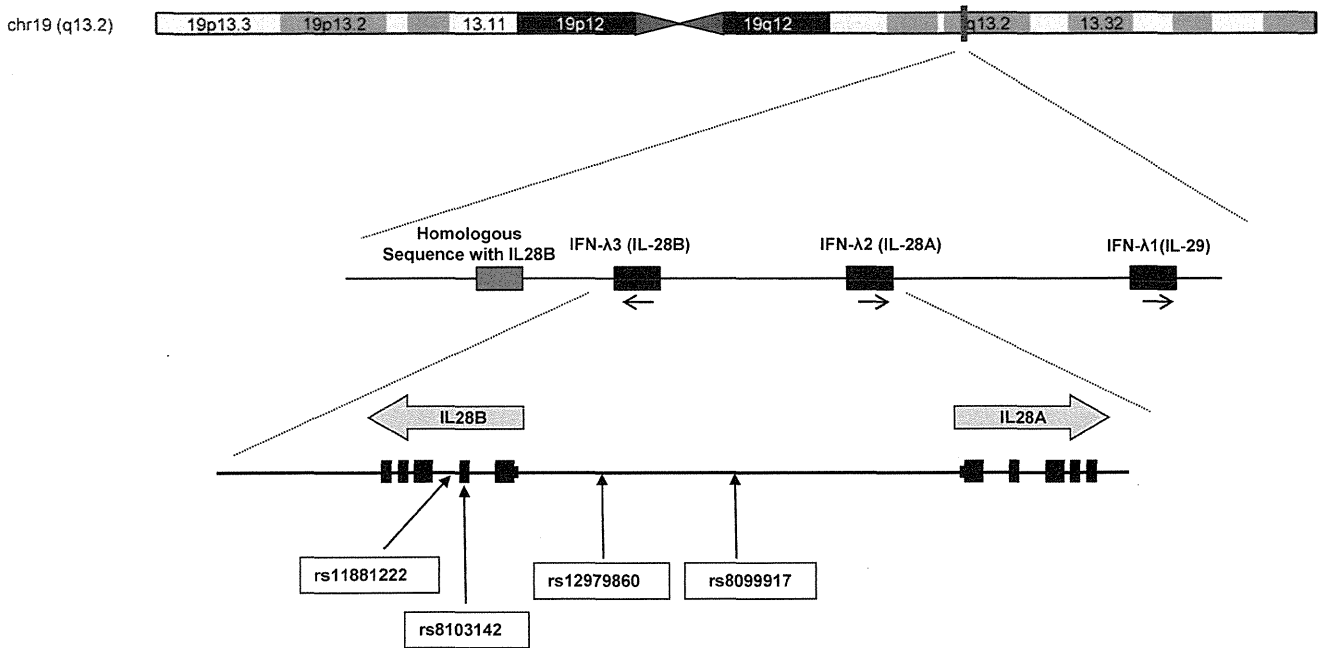 chr19 (q13.2)
19p13.3
19p13.2
13.11
19p12
19q12
q13.2
13.32
Homologous
Sequence with IL28B
IFN-λ3 (IL-28B)
IFN-λ2 (IL-28A)
IFN-λ1(IL-29)
IL28B
IL28A
rs11881222
rs12979860
rs8099917
rs8103142